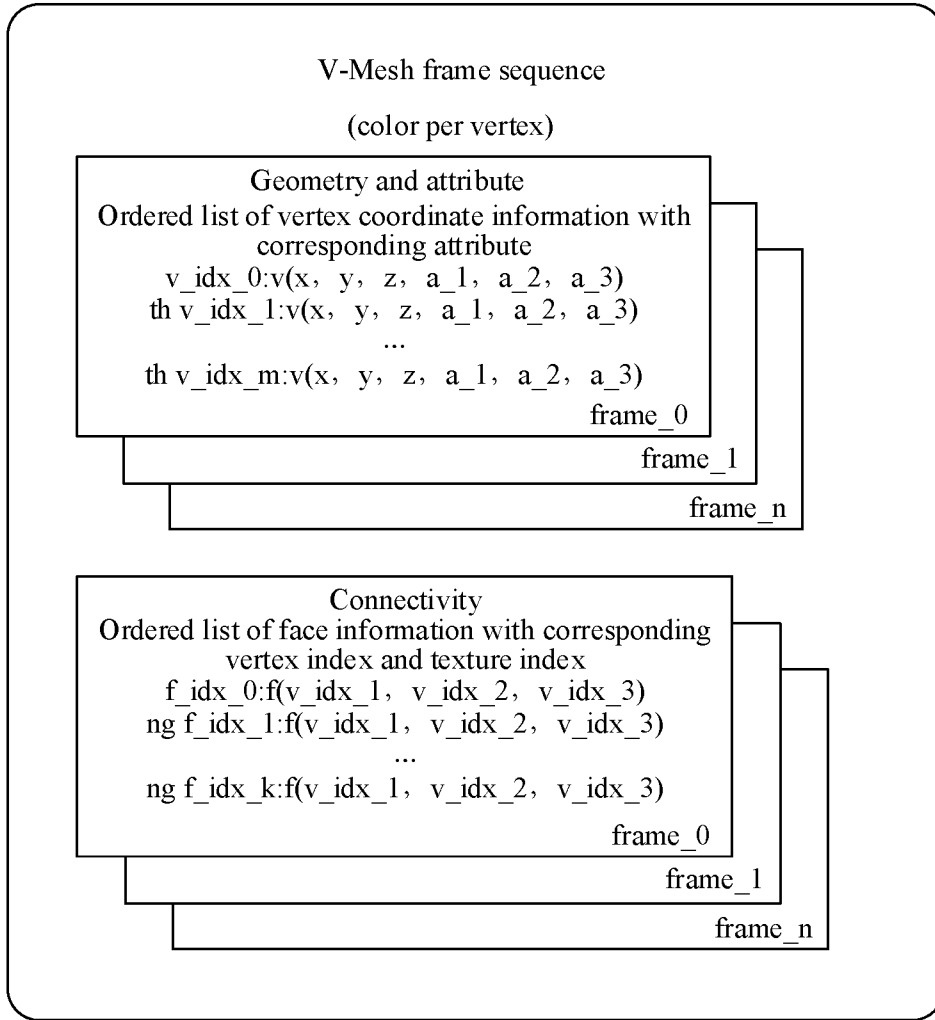 V-Mesh frame sequence
(color per vertex)
Geometry and attribute
Ordered list of vertex coordinate information with
corresponding attribute
v_idx_0:v(x, y, z, a_1, a_2, a_3)
th v_idx_1:v(x, y, z, a_1, a_2, a_3)
...
th v_idx_m:v(x, y, z, a_1, a_2, a_3)
frame_0
frame_1
frame_n
Connectivity
Ordered list of face information with corresponding
vertex index and texture index
f_idx_0:f(v_idx_1, v_idx_2, v_idx_3)
ng f_idx_1:f(v_idx_1, v_idx_2, v_idx_3)
...
ng f_idx_k:f(v_idx_1, v_idx_2, v_idx_3)
frame_0
frame_1
frame_n